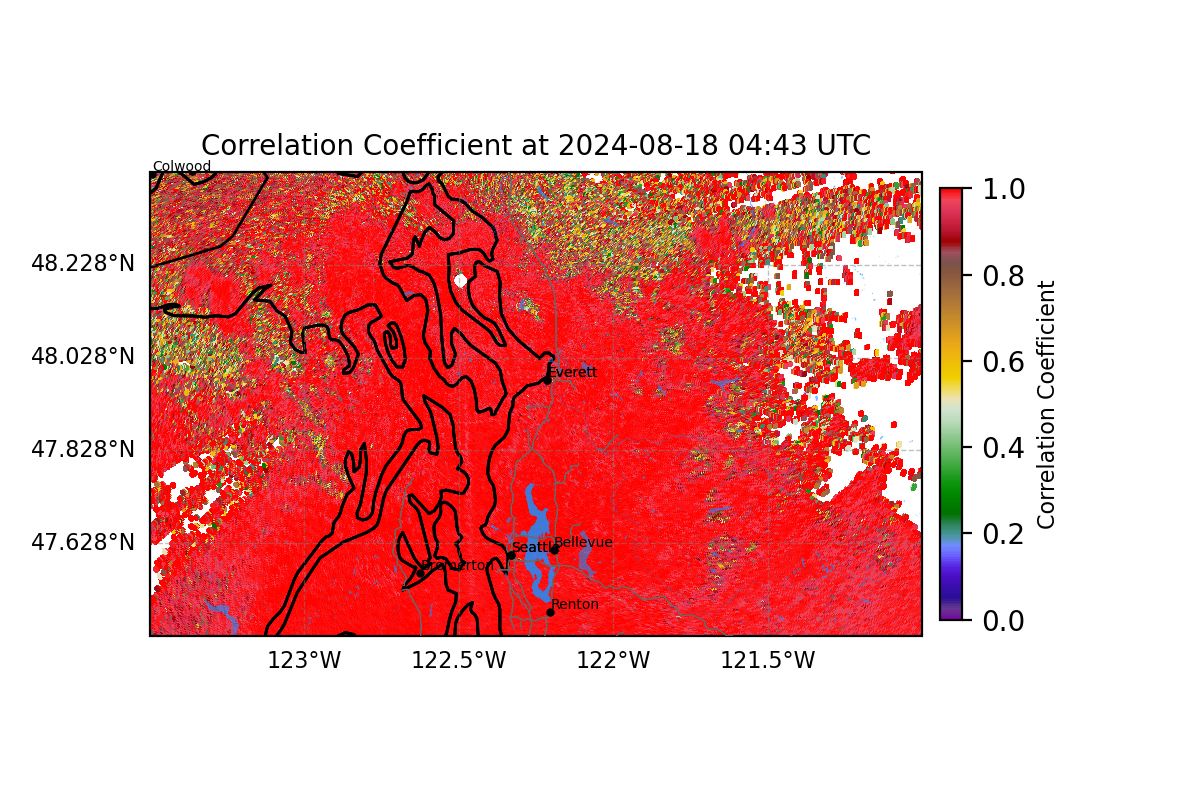 Correlation Coefficient at 2024-08-18 04:43 UTC
Colwood
1.0
48.228°N
0.8
48.028°N
Everett
0.6
Correlation Coefficient
47.828°N
0.4
47.628°N
Seattle
Bellevue
0.2
Bremerton
Renton
0.0
123°W
122.5°W
122°W
121.5°W